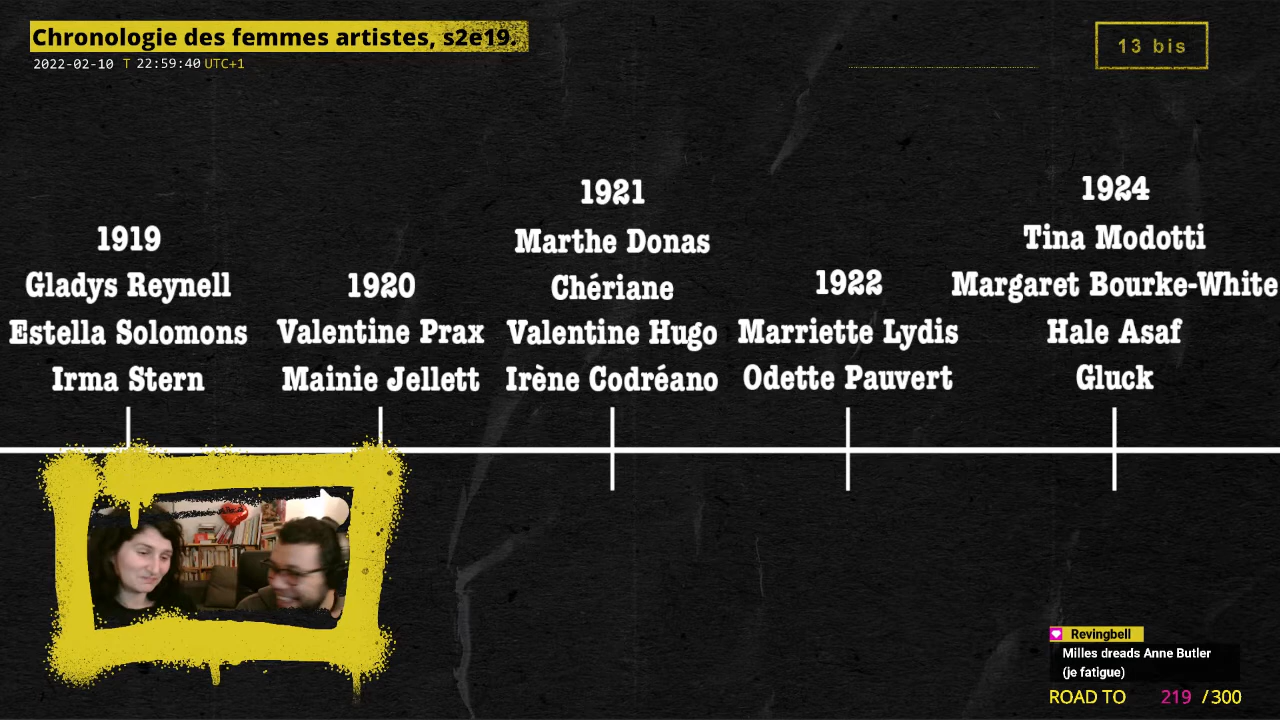 Chronologie des femmes artistes, s2e19.
2022-02-10 T 22:59:40 UTC+1
13 bis
1919
Gladys Reynell
Estella Solomons
Irma Stern
1920
Valentine Prax
Mainie Jellett
1921
Marthe Donas
Chériane
Valentine Hugo
Irène Codréano
1922
Marriette Lydis
Odette Pauvert
1924
Tina Modotti
Margaret Bourke-White
Hale Asaf
Gluck
Revingbell
Milles dreads Anne Butler
(je fatigue)
ROAD TO 219 /300